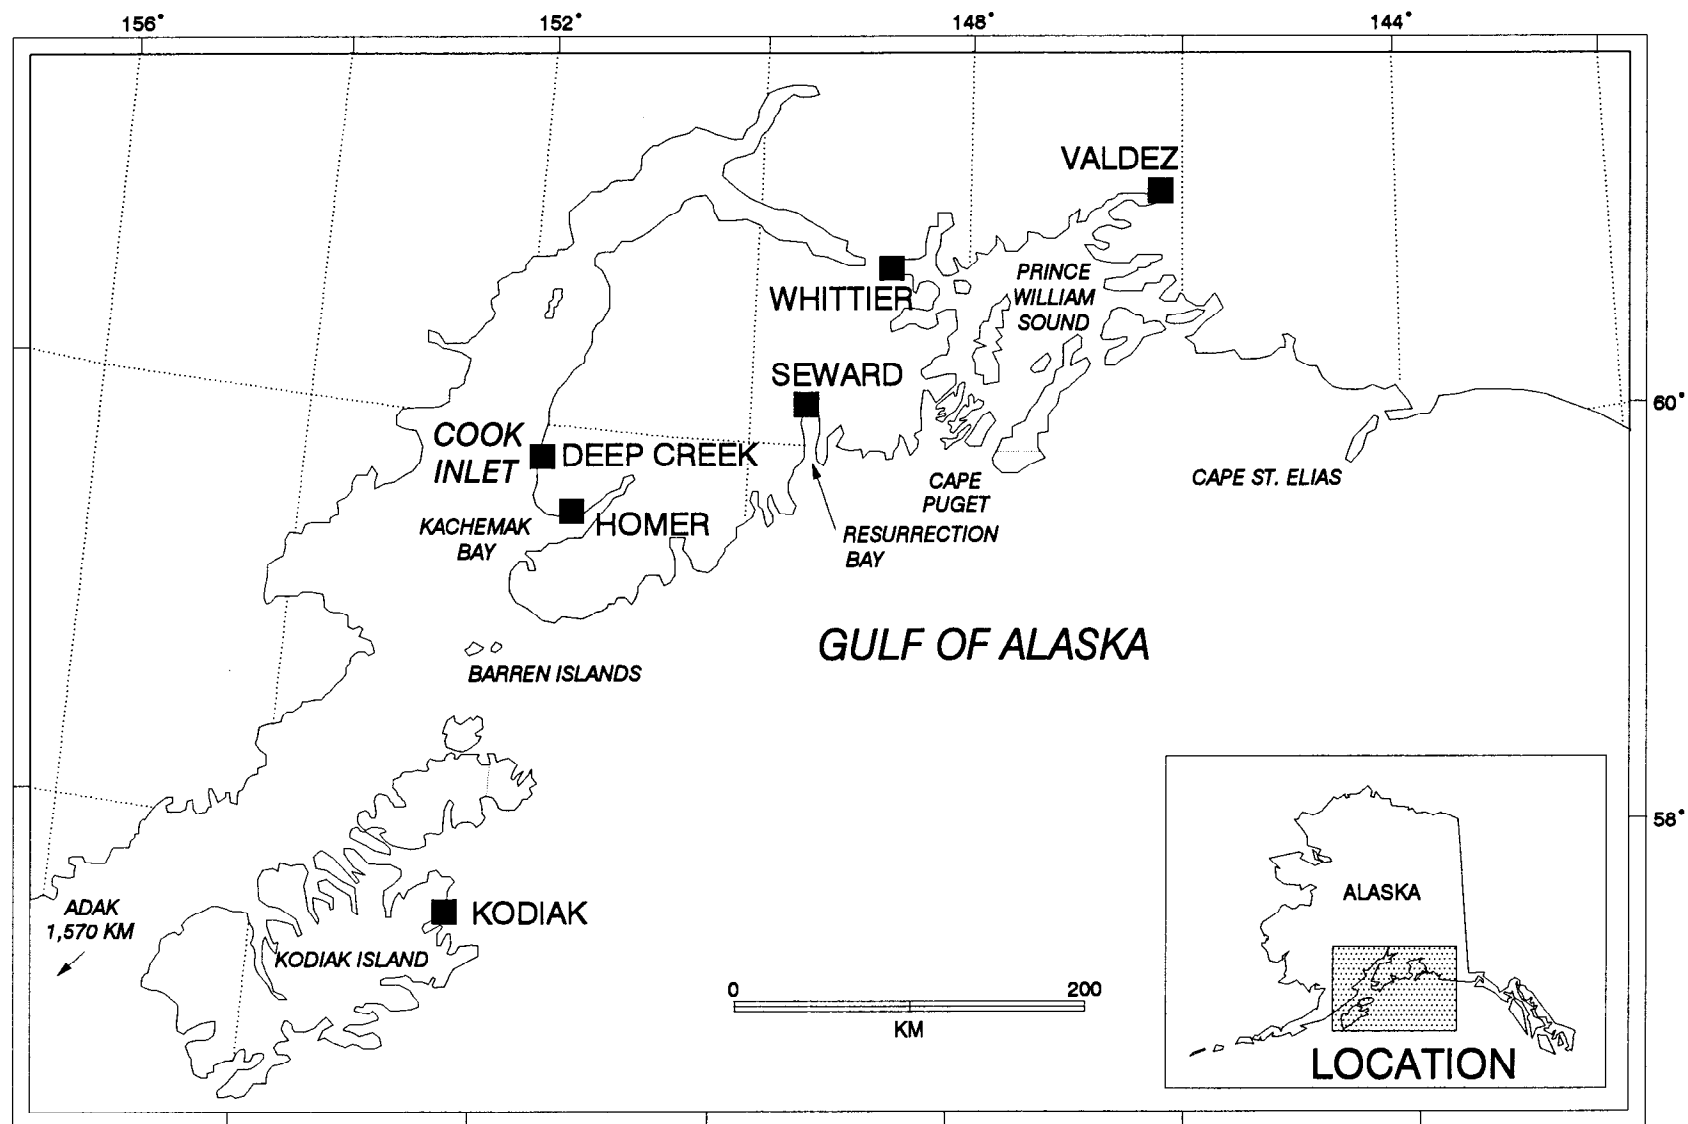 156°
152°
148°
144°
VALDEZ
PRINCE
WILLIAM
SOUND
WHITTIER
SEWARD
60°
COOK
INLET
DEEP CREEK
CAPE
PUGET
CAPE ST. ELIAS
KACHEMAK
BAY
HOMER
RESURRECTION
BAY
GULF OF ALASKA
BARREN ISLANDS
58°
ADAK
1,570 KM
KODIAK
KODIAK ISLAND
0
200
KM
ALASKA
LOCATION